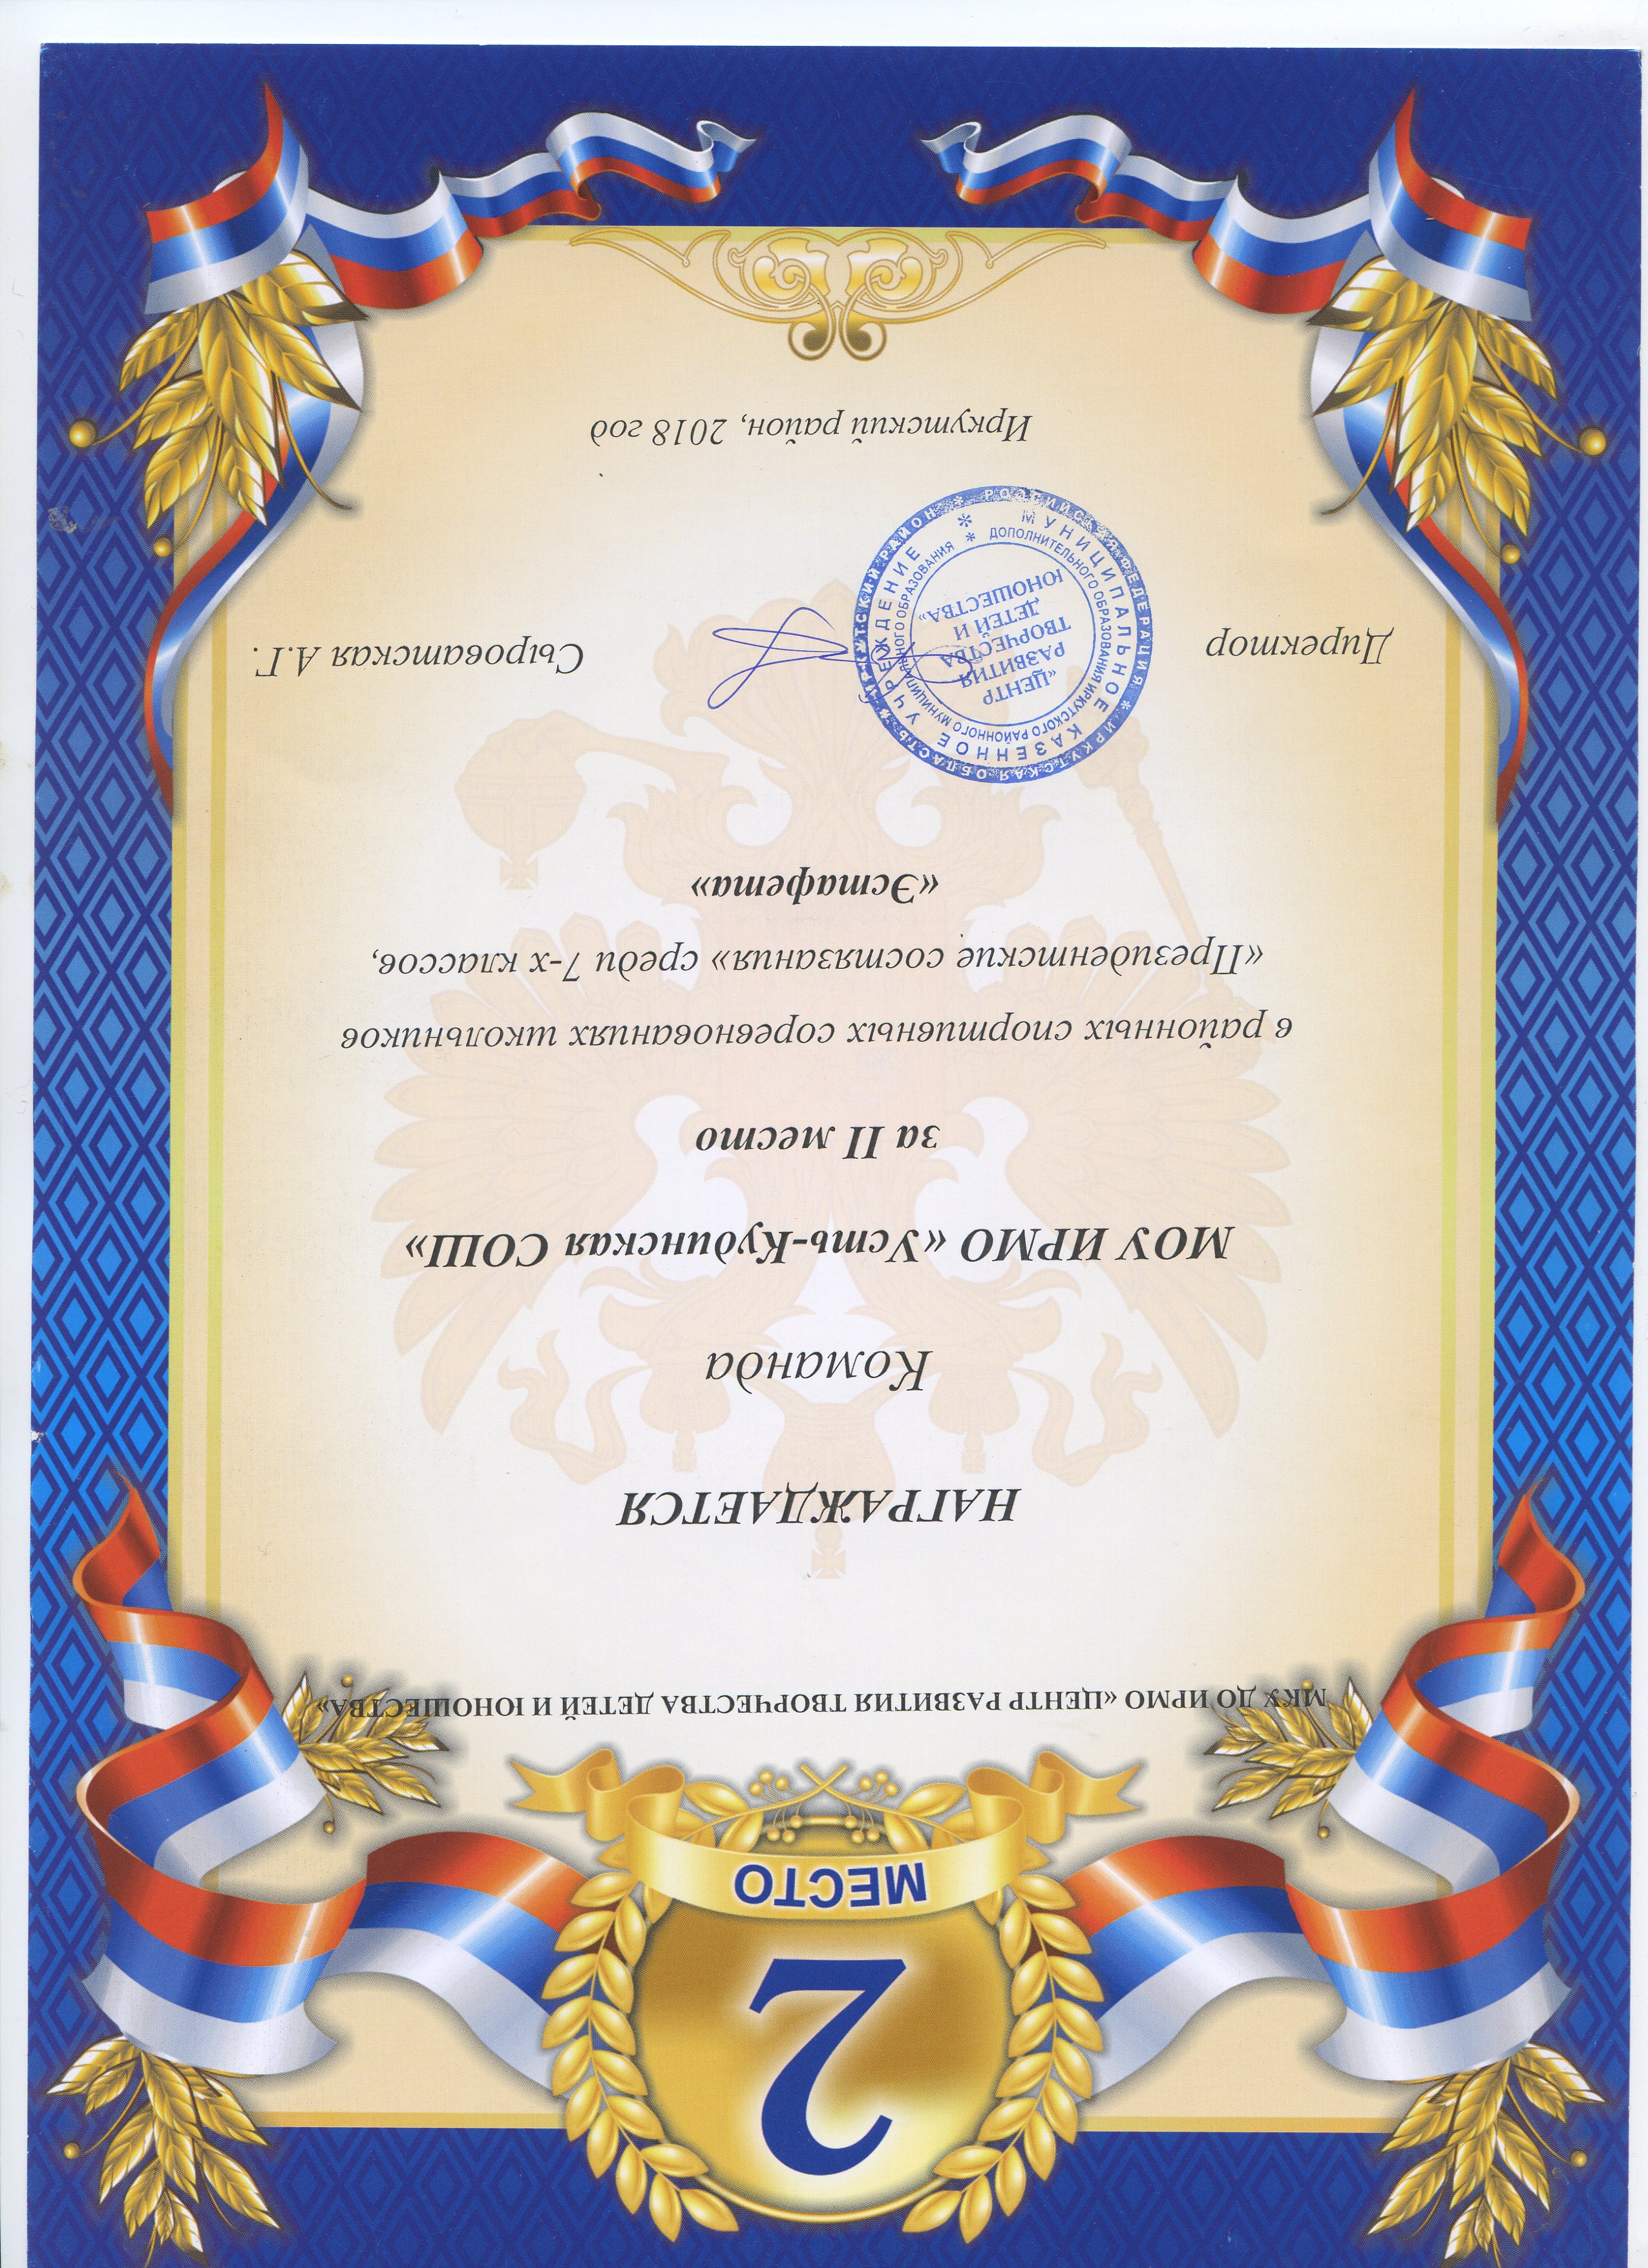 2
МЕСТО
МКУ ДО ИРМО «ЦЕНТР РАЗВИТИЯ ТВОРЧЕСТВА ДЕТЕЙ И ЮНОШЕСТВА»
НАГРАЖДАЕТСЯ
Команда
МОУ ИРМО «Усть-Кудинская СОШ»
за II место
в районных спортивных соревнованиях школьников
«Президентские состязания» среди 7-х классов,
«Эстафета»
Директор
Сыроватская А.Г.
РОССИЙСКАЯ ФЕДЕРАЦИЯ * ИРКУТСКАЯ ОБЛАСТЬ * ИРКУТСКИЙ РАЙОН *
МУНИЦИПАЛЬНОЕ КАЗЕННОЕ УЧРЕЖДЕНИЕ *
ДОПОЛНИТЕЛЬНОГО ОБРАЗОВАНИЯ ИРКУТСКОГО РАЙОННОГО МУНИЦИПАЛЬНОГО ОБРАЗОВАНИЯ *
«ЦЕНТР
РАЗВИТИЯ
ТВОРЧЕСТВА
ДЕТЕЙ И
ЮНОШЕСТВА»
Иркутский район, 2018 год